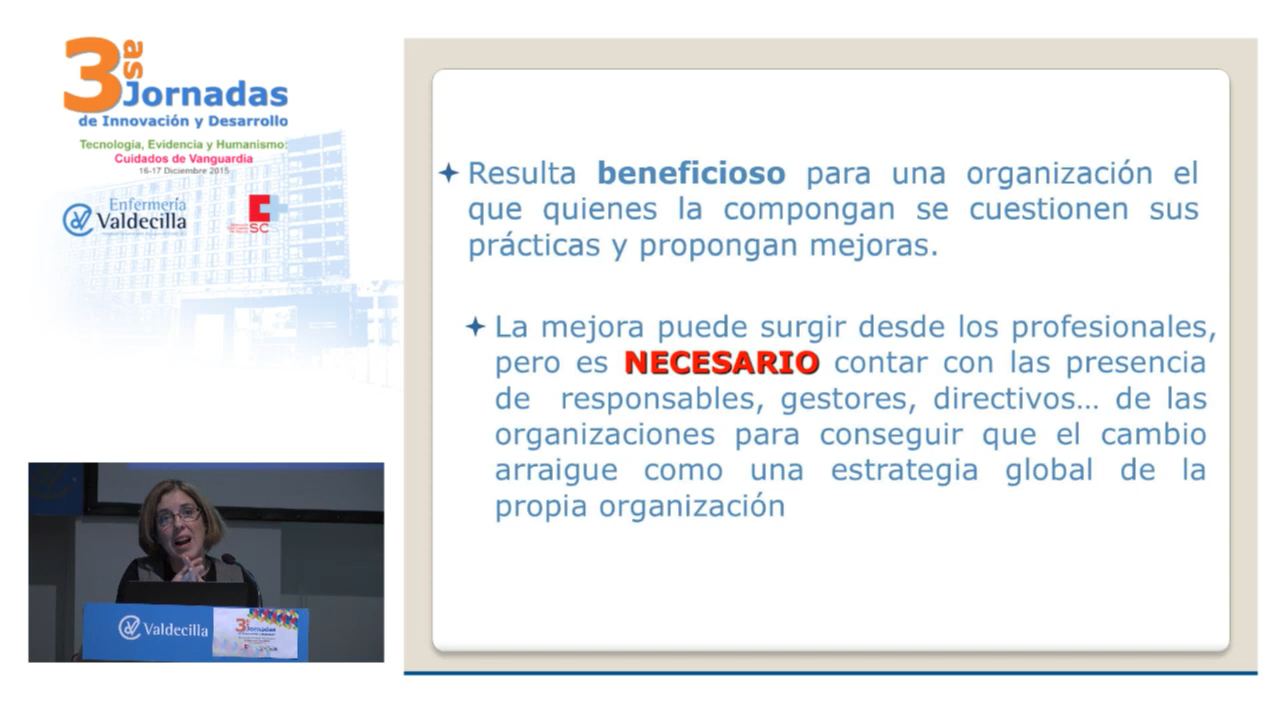 3as
Jornadas
de Innovación y Desarrollo
Tecnología, Evidencia y Humanismo:
Cuidados de Vanguardia
16-17 Diciembre 2015
Enfermería
Valdecilla
SC
Resulta beneficioso para una organización el
que quienes la compongan se cuestionen sus
prácticas y propongan mejoras.
La mejora puede surgir desde los profesionales,
pero es NECESARIO contar con las presencia
de responsables, gestores, directivos... de las
organizaciones para conseguir que el cambio
arraigue como una estrategia global de la
propia organización
Valdecilla
3as
Jornadas